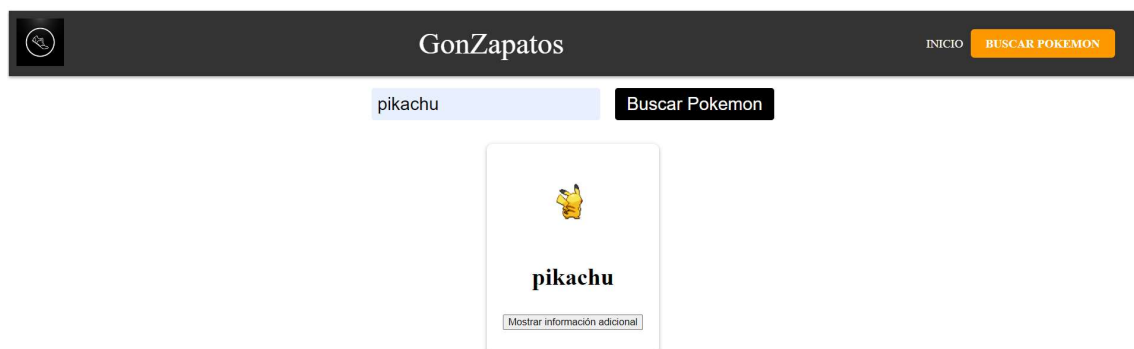 GonZapatos
INICIO
BUSCAR POKEMON
pikachu
Buscar Pokemon
pikachu
Mostrar información adicional